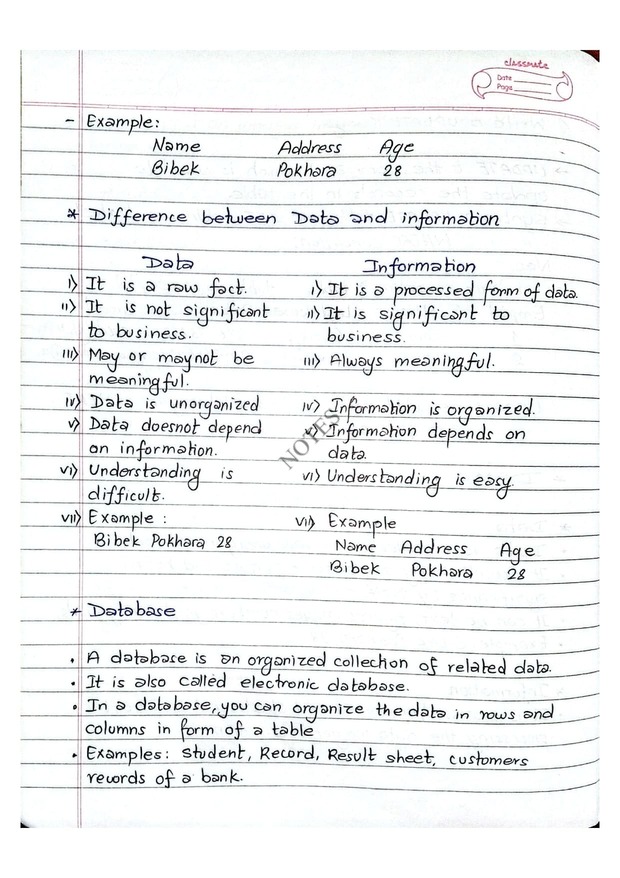 classmate
Date
Page
- Example:
Name Address Age
Bibek Pokhara 28
* Difference between Data and information
Data Information
i) It is a raw fact. i) It is a processed form of data.
ii) It is not significant ii) It is significant to
to business. business.
iii) May or maynot be iii) Always meaningful.
meaningful.
iv) Data is unorganized iv) Information is organized.
v) Data doesnot depend v) Information depends on
on information. data.
vi) Understanding is vi) Understanding is easy.
difficult.
vii) Example : vii) Example
Bibek Pokhara 28 Name Address Age
Bibek Pokhara 28
NOTES
* Database
• A database is an organized collection of related data.
• It is also called electronic database.
• In a database, you can organize the data in rows and
columns in form of a table
• Examples: Student, Record, Result sheet, customers
records of a bank.